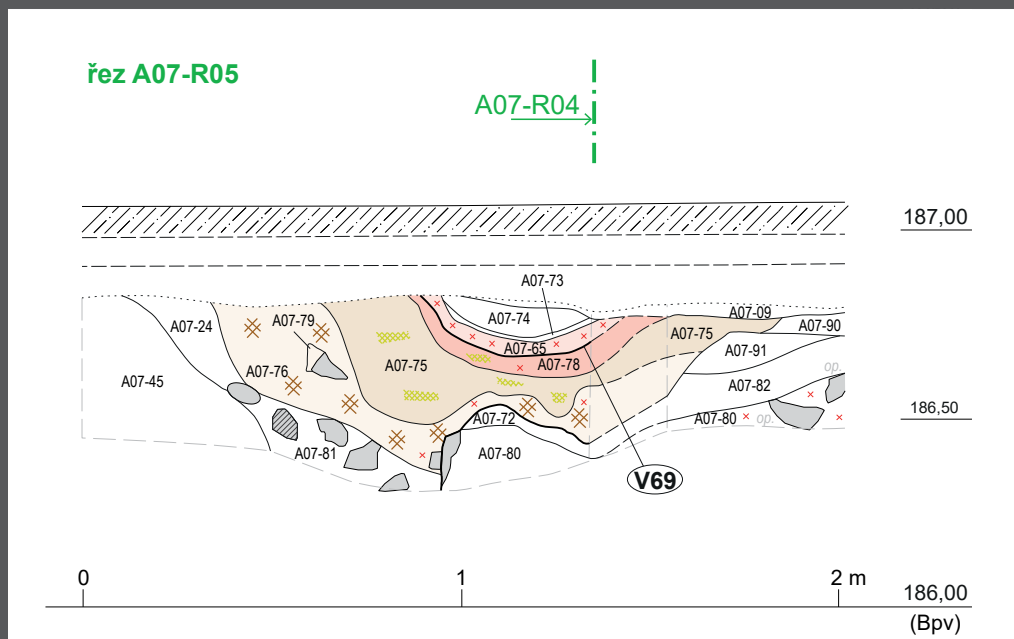 řez A07-R05
A07-R04
187,00
A07-73
A07-74
A07-09
A07-24
A07-79
A07-75
A07-90
A07-65
A07-91
A07-75
A07-78
A07-45
A07-76
op.
A07-82
A07-72
A07-80
op.
186,50
A07-81
A07-80
V69
0
1
2 m
186,00
(Bpv)